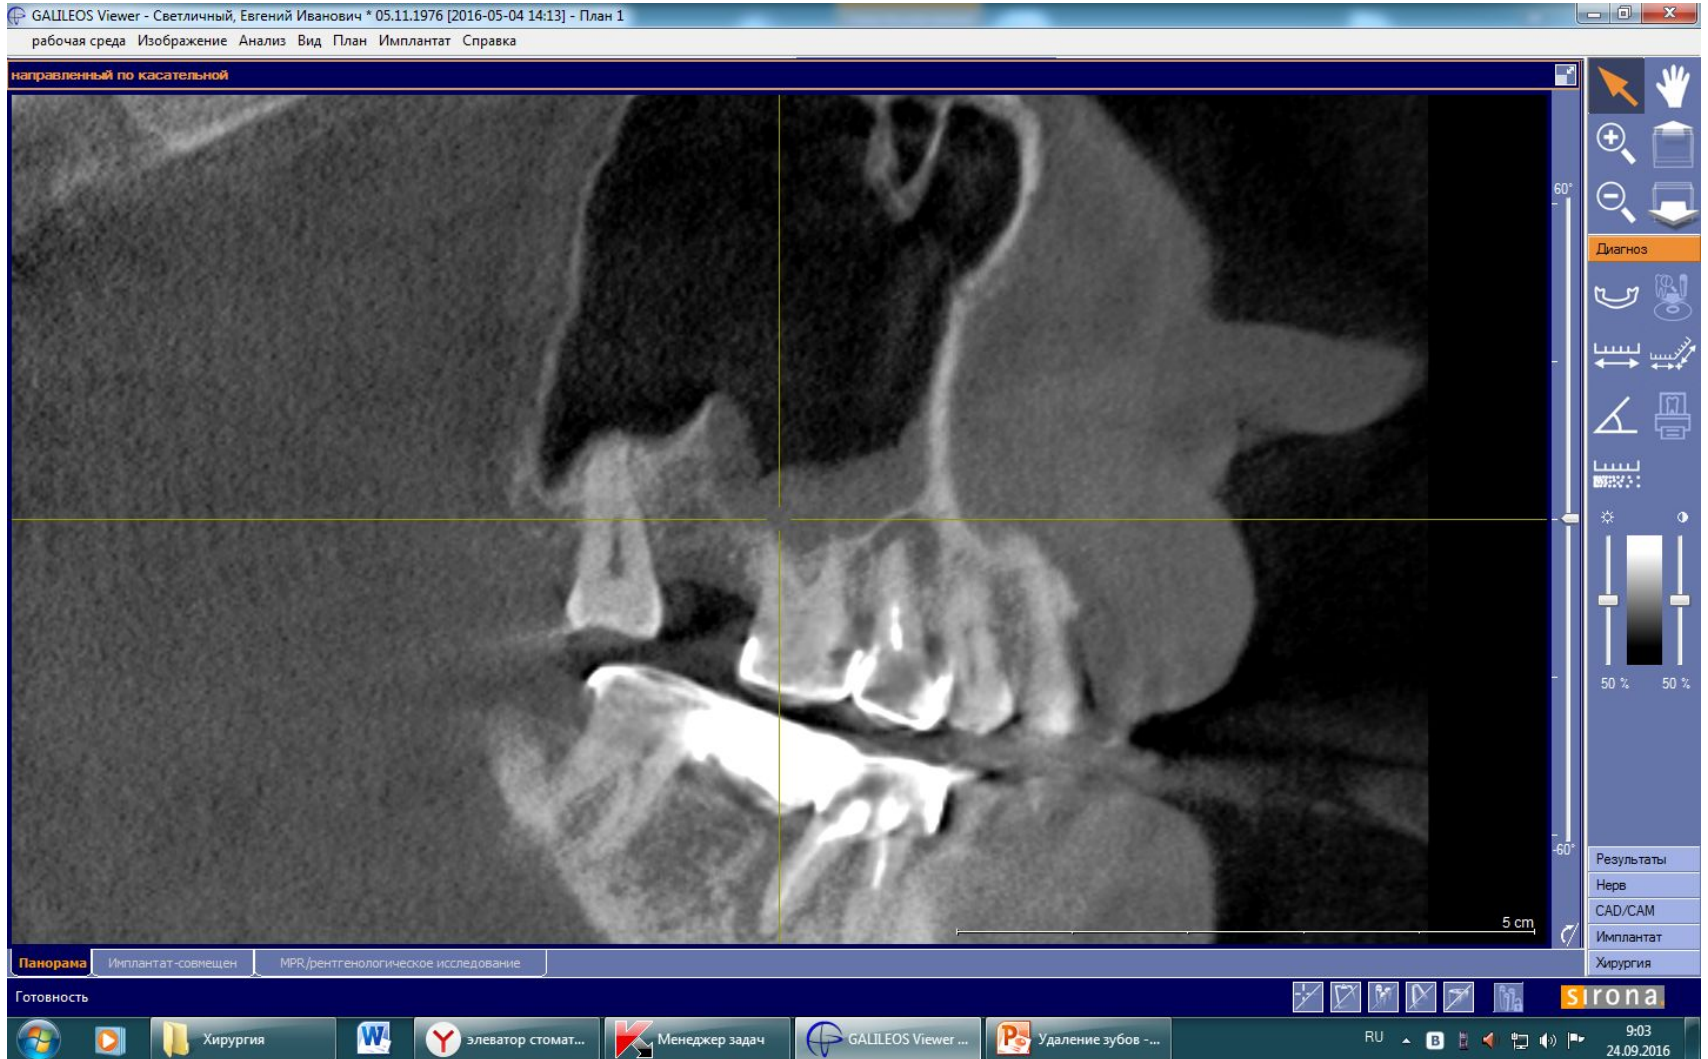 GALILEOS Viewer - Светличный, Евгений Иванович * 05.11.1976 [2016-05-04 14:13] - План 1
рабочая среда Изображение Анализ Вид План Имплантат Справка
направленный по касательной
60°
Диагноз
50 % 50 %
-60°
Результаты
Нерв
CAD/CAM
Имплантат
Хирургия
5 cm
Панорама Имплантат-совмещен MPR/рентгенологическое исследование
Готовность
sirona.
Хирургия
элеватор стомат...
Менеджер задач
GALILEOS Viewer ...
Удаление зубов -...
RU
9:03
24.09.2016